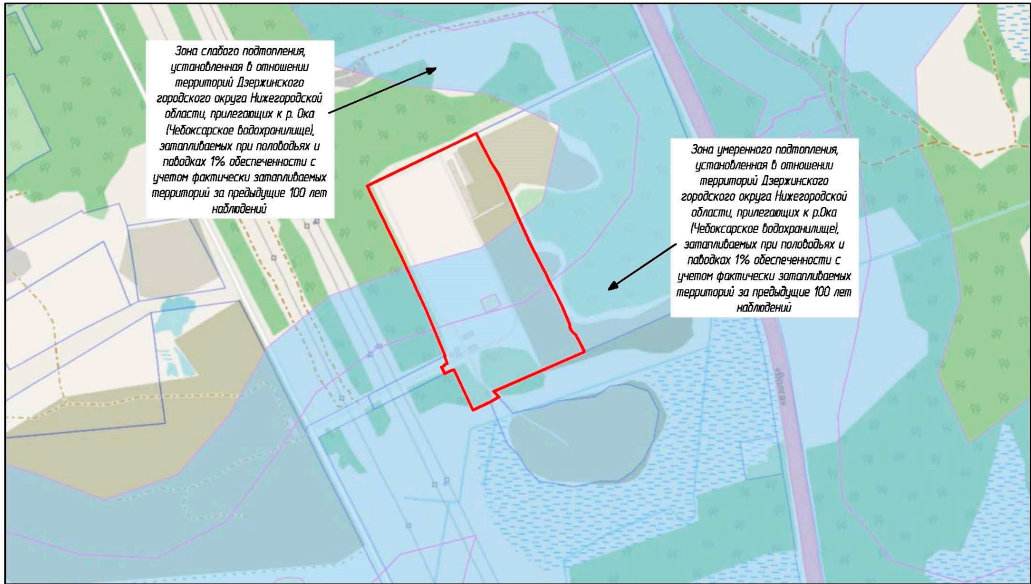 Зона слабого подтопления,
установленная в отношении
территорий Дзержинского
городского округа Нижегородской
области, прилегающих к р. Ока
(Чебоксарское водохранилище),
затапливаемых при половодьях и
паводках 1% обеспеченности с
учетом фактически затапливаемых
территорий за предыдущие 100 лет
наблюдений
Зона умеренного подтопления,
установленная в отношении
территорий Дзержинского
городского округа Нижегородской
области, прилегающих к р.Ока
(Чебоксарское водохранилище),
затапливаемых при половодьях и
паводках 1% обеспеченности с
учетом фактически затапливаемых
территорий за предыдущие 100 лет
наблюдений
«Волга»